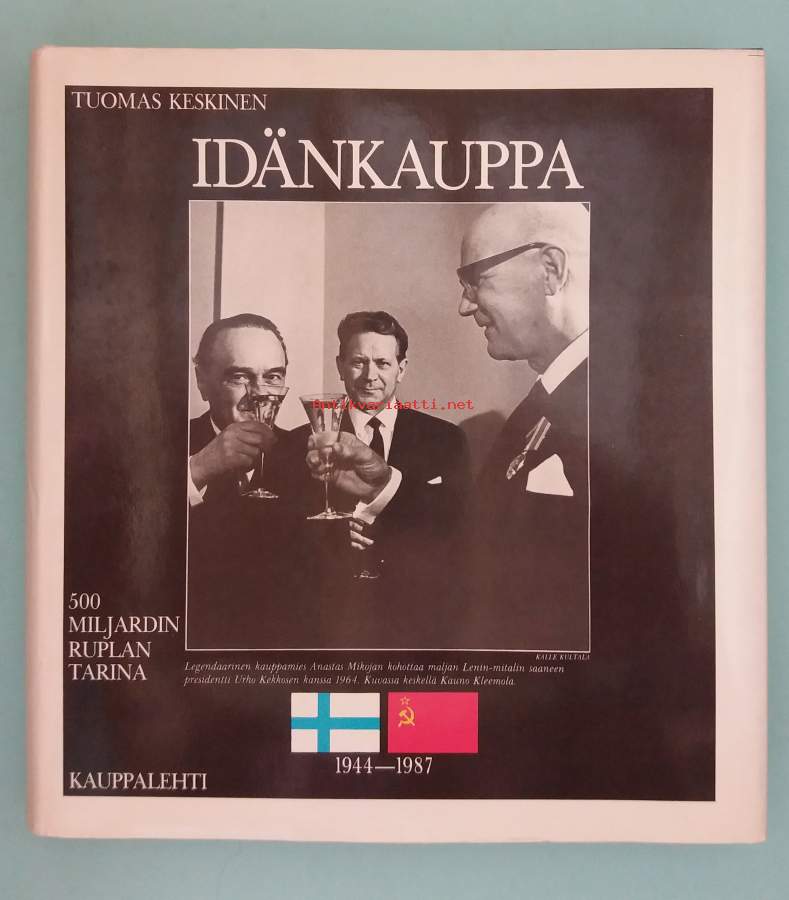 TUOMAS KESKINEN
IDÄNKAUPPA
Antikvariaatti.net
500
MILJARDIN
RUPLAN
TARINA
KALLE KULTALA
Legendaarinen kauppamies Anastas Mikojan kohottaa maljan Lenin-mitalin saaneen
presidentti Urho Kekkosen kanssa 1964. Kuvassa keskellä Kauno Kleemola.
1944—1987
KAUPPALEHTI